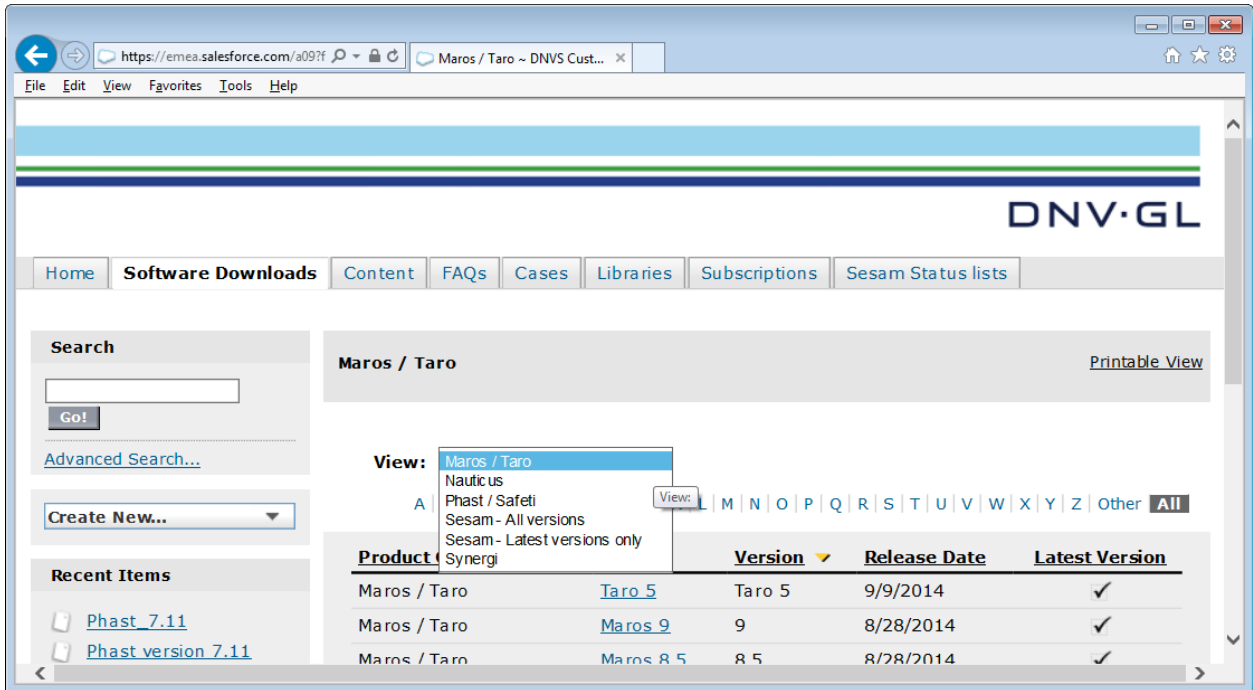 https://emea.salesforce.com/a09?f
Maros / Taro ~ DNVS Cust...
File Edit View Favorites Tools Help
DNV·GL
Home Software Downloads Content FAQs Cases Libraries Subscriptions Sesam Status lists
Search
Go!
Advanced Search...
Create New...
Recent Items
Phast_7.11
Phast version 7.11
Maros / Taro
Printable View
View:
Maros / Taro
Nauticus
Phast / Safeti
Sesam - All versions
Sesam - Latest versions only
Synergi
View:
A L M N O P Q R S T U V W X Y Z Other All
Product Version Release Date Latest Version
Maros / Taro Taro 5 Taro 5 9/9/2014
Maros / Taro Maros 9 9 8/28/2014
Maros / Taro Maros 8.5 8.5 8/28/2014